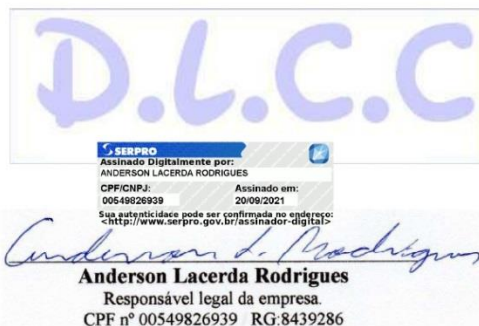 D.L.C.C
SERPRO
Assinado Digitalmente por:
ANDERSON LACERDA RODRIGUES
CPF/CNPJ: Assinado em:
00549826939 20/09/2021
Sua autenticidade pode ser confirmada no endereço:
<http://www.serpro.gov.br/assinador-digital>
Anderson L. Rodrigues
Anderson Lacerda Rodrigues
Responsável legal da empresa.
CPF nº 00549826939 RG:8439286